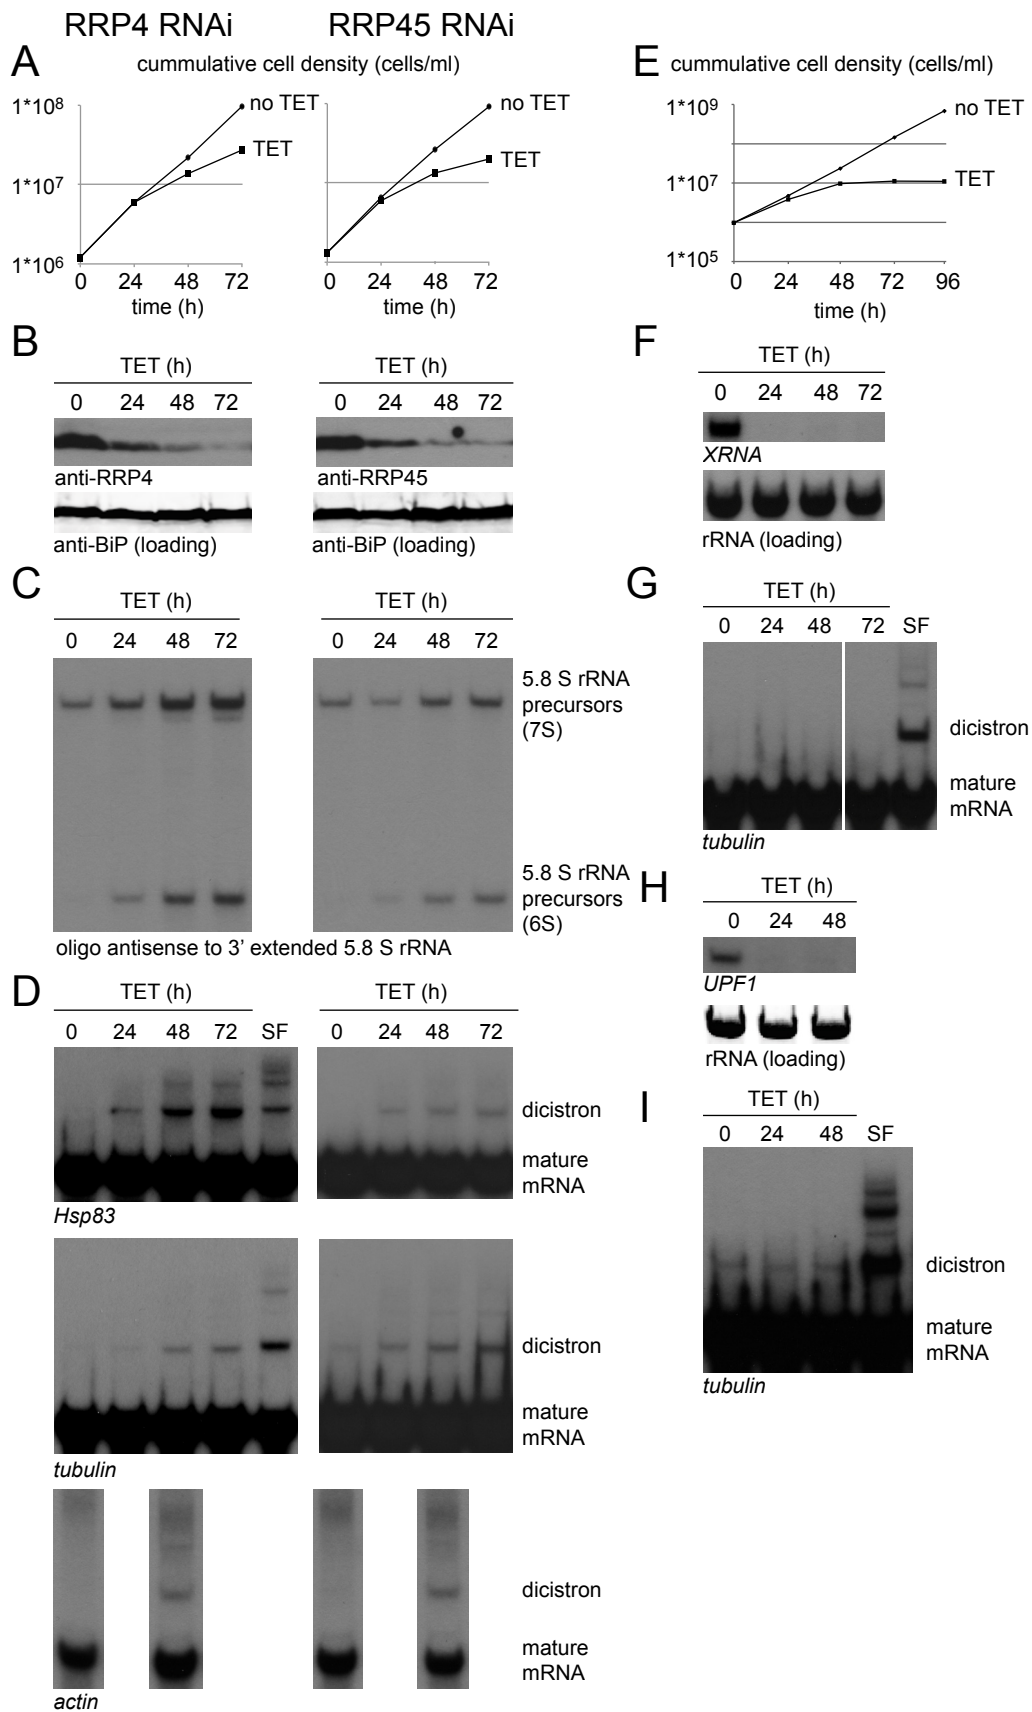 RRP4 RNAi
RRP45 RNAi
A
cummulative cell density (cells/ml)
1*10⁸
1*10⁷
1*10⁶
no TET
TET
0 24 48 72
time (h)
no TET
TET
0 24 48 72
time (h)
B
TET (h)
0 24 48 72
anti-RRP4
anti-BiP (loading)
TET (h)
0 24 48 72
anti-RRP45
anti-BiP (loading)
C
TET (h)
0 24 48 72
TET (h)
0 24 48 72
5.8 S rRNA
precursors
(7S)
5.8 S rRNA
precursors
(6S)
oligo antisense to 3’ extended 5.8 S rRNA
D
TET (h)
0 24 48 72 SF
TET (h)
0 24 48 72
dicistron
mature
mRNA
Hsp83
dicistron
mature
mRNA
tubulin
dicistron
mature
mRNA
actin
E
cummulative cell density (cells/ml)
1*10⁹
1*10⁷
1*10⁵
no TET
TET
0 24 48 72 96
time (h)
F
TET (h)
0 24 48 72
XRNA
rRNA (loading)
G
TET (h)
0 24 48 72 SF
dicistron
mature
mRNA
tubulin
H
TET (h)
0 24 48
UPF1
rRNA (loading)
I
TET (h)
0 24 48 SF
dicistron
mature
mRNA
tubulin